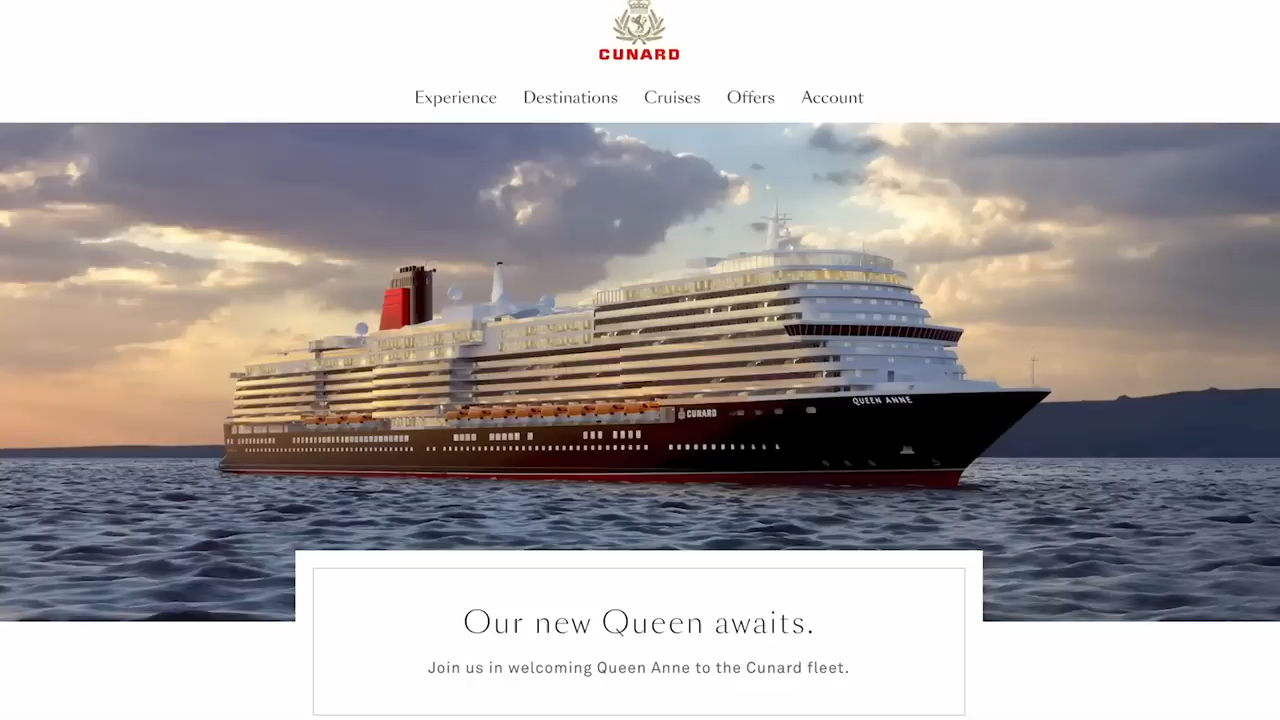 CUNARD
Experience Destinations Cruises Offers Account
QUEEN ANNE
CUNARD
Our new Queen awaits.
Join us in welcoming Queen Anne to the Cunard fleet.